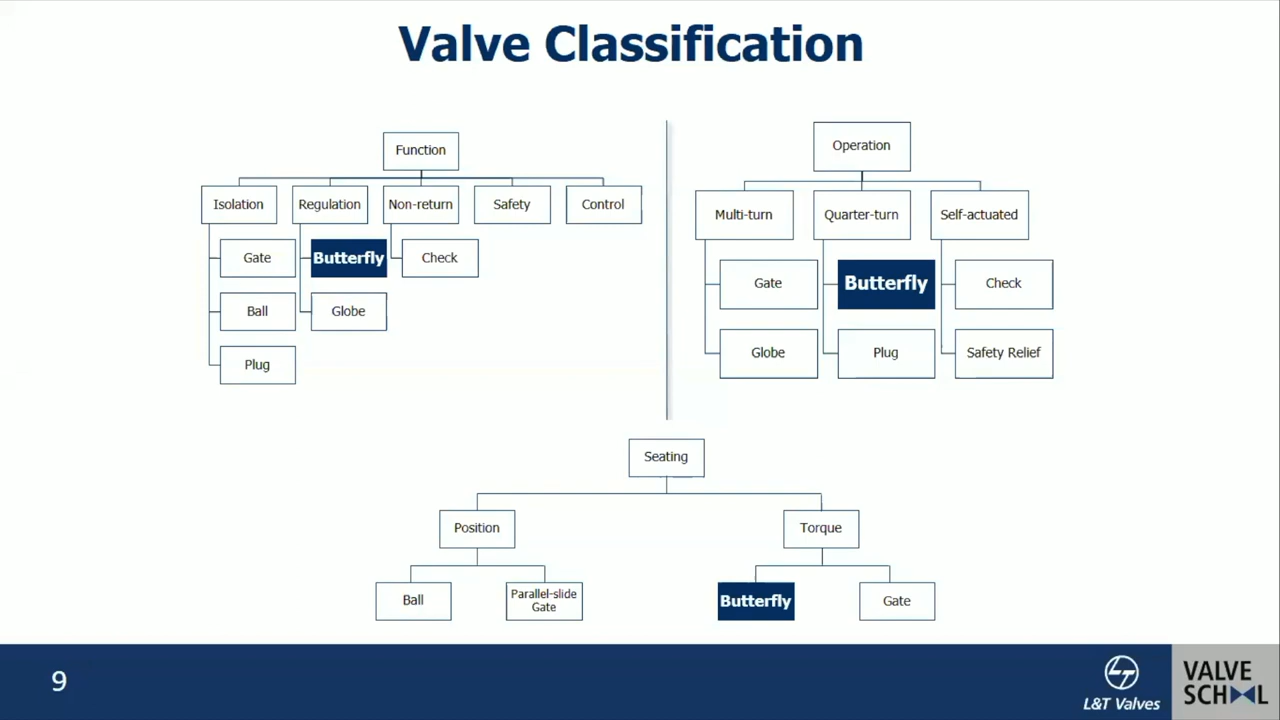 Valve Classification
Function
Isolation
Regulation
Non-return
Safety
Control
Gate
Butterfly
Check
Ball
Globe
Plug
Operation
Multi-turn
Quarter-turn
Self-actuated
Gate
Butterfly
Check
Globe
Plug
Safety Relief
Seating
Position
Torque
Ball
Parallel-slide
Gate
Butterfly
Gate
9
L&T Valves
VALVE
SCHOOL